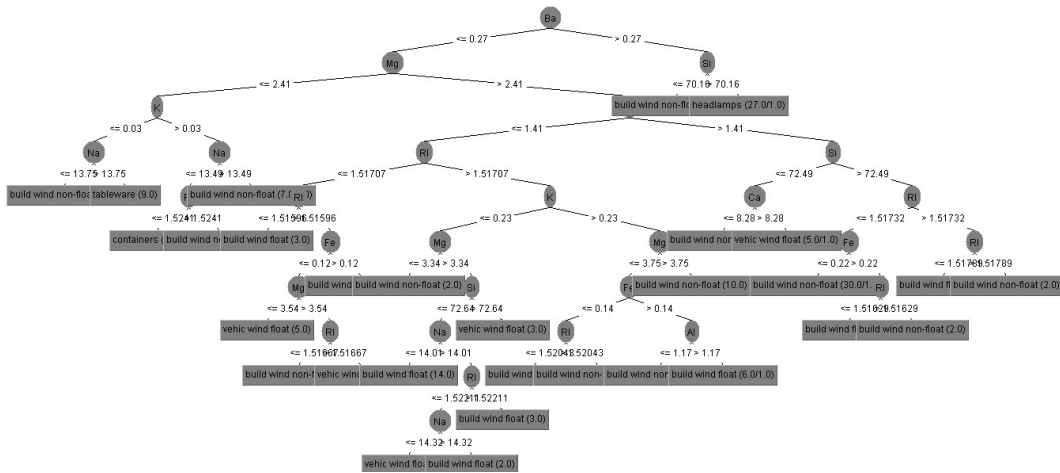 Ba
<= 0.27 > 0.27
Mg Si
<= 2.41 > 2.41 <= 70.16 > 70.16
K build wind non-flo headlamps (27.0/1.0)
<= 0.03 > 0.03 <= 1.41 > 1.41
Na Na RI Si
<= 13.75 > 13.75 <= 13.49 > 13.49 <= 1.51707 > 1.51707 <= 72.49 > 72.49
build wind non-floa tableware (9.0) build wind non-float (7.0 RI K Ca RI
<= 1.5241 1.5241 <= 1.51596 1.51596 <= 0.23 > 0.23 <= 8.28 > 8.28 <= 1.51732 > 1.51732
containers ( build wind n build wind float (3.0) Fe Mg Mg build wind non vehic wind float (5.0/1.0) Fe RI
<= 0.12 > 0.12 <= 3.34 > 3.34 <= 3.75 > 3.75 <= 0.22 > 0.22 <= 1.51789 1.51789
Mg build wind build wind non-float (2.0) Si Fe build wind non-float (10.0) build wind non-float (30.0/1 RI build wind fl build wind non-float (2.0)
<= 3.54 > 3.54 <= 72.64 > 72.64 <= 0.14 > 0.14 <= 1.51629 1.51629
vehic wind float (5.0) RI Na vehic wind float (3.0) RI Al build wind fl build wind non-float (2.0)
<= 1.51667 1.51667 <= 14.01 > 14.01 <= 1.52043 1.52043 <= 1.17 > 1.17
build wind non-f vehic wind build wind float (14.0) RI build wind build wind non- build wind non build wind float (6.0/1.0)
<= 1.52211 1.52211
Na build wind float (3.0)
<= 14.32 > 14.32
vehic wind floa build wind float (2.0)